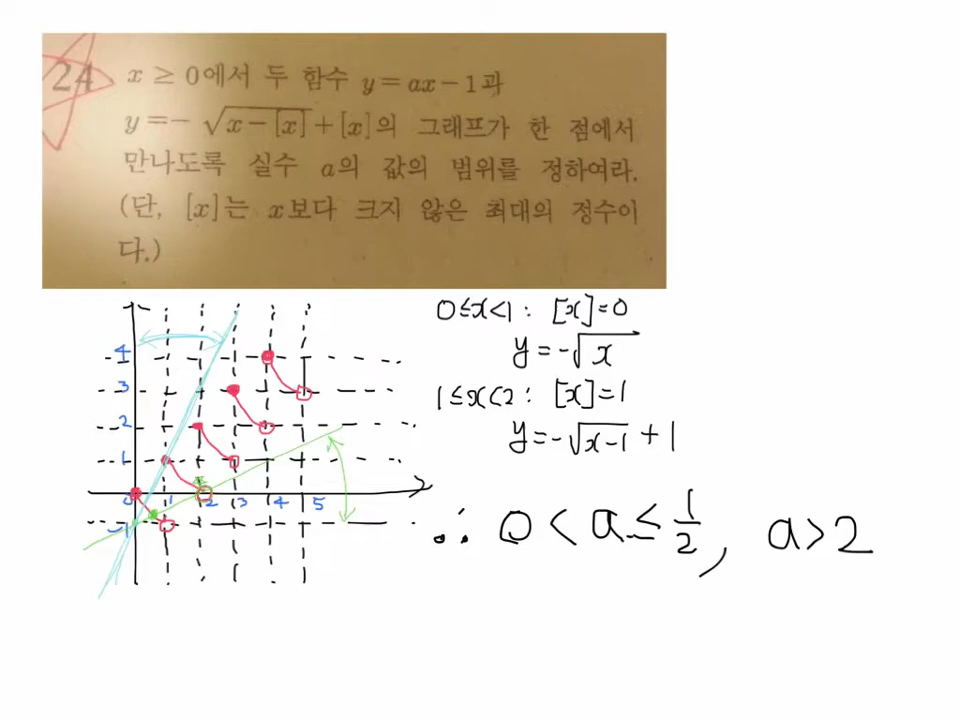 24 x ≥ 0에서 두 함수 y = ax − 1과
y = − √(x − [x]) + [x]의 그래프가 한 점에서
만나도록 실수 a의 값의 범위를 정하여라.
(단, [x]는 x보다 크지 않은 최대의 정수이
다.)
0≤x<1 : [x]=0
y = -√x
1≤x<2 : [x]=1
y = -√(x-1) + 1
4
3
2
1
0 1 2 3 4 5
-1
∴ 0 < a ≤ 1/2, a > 2